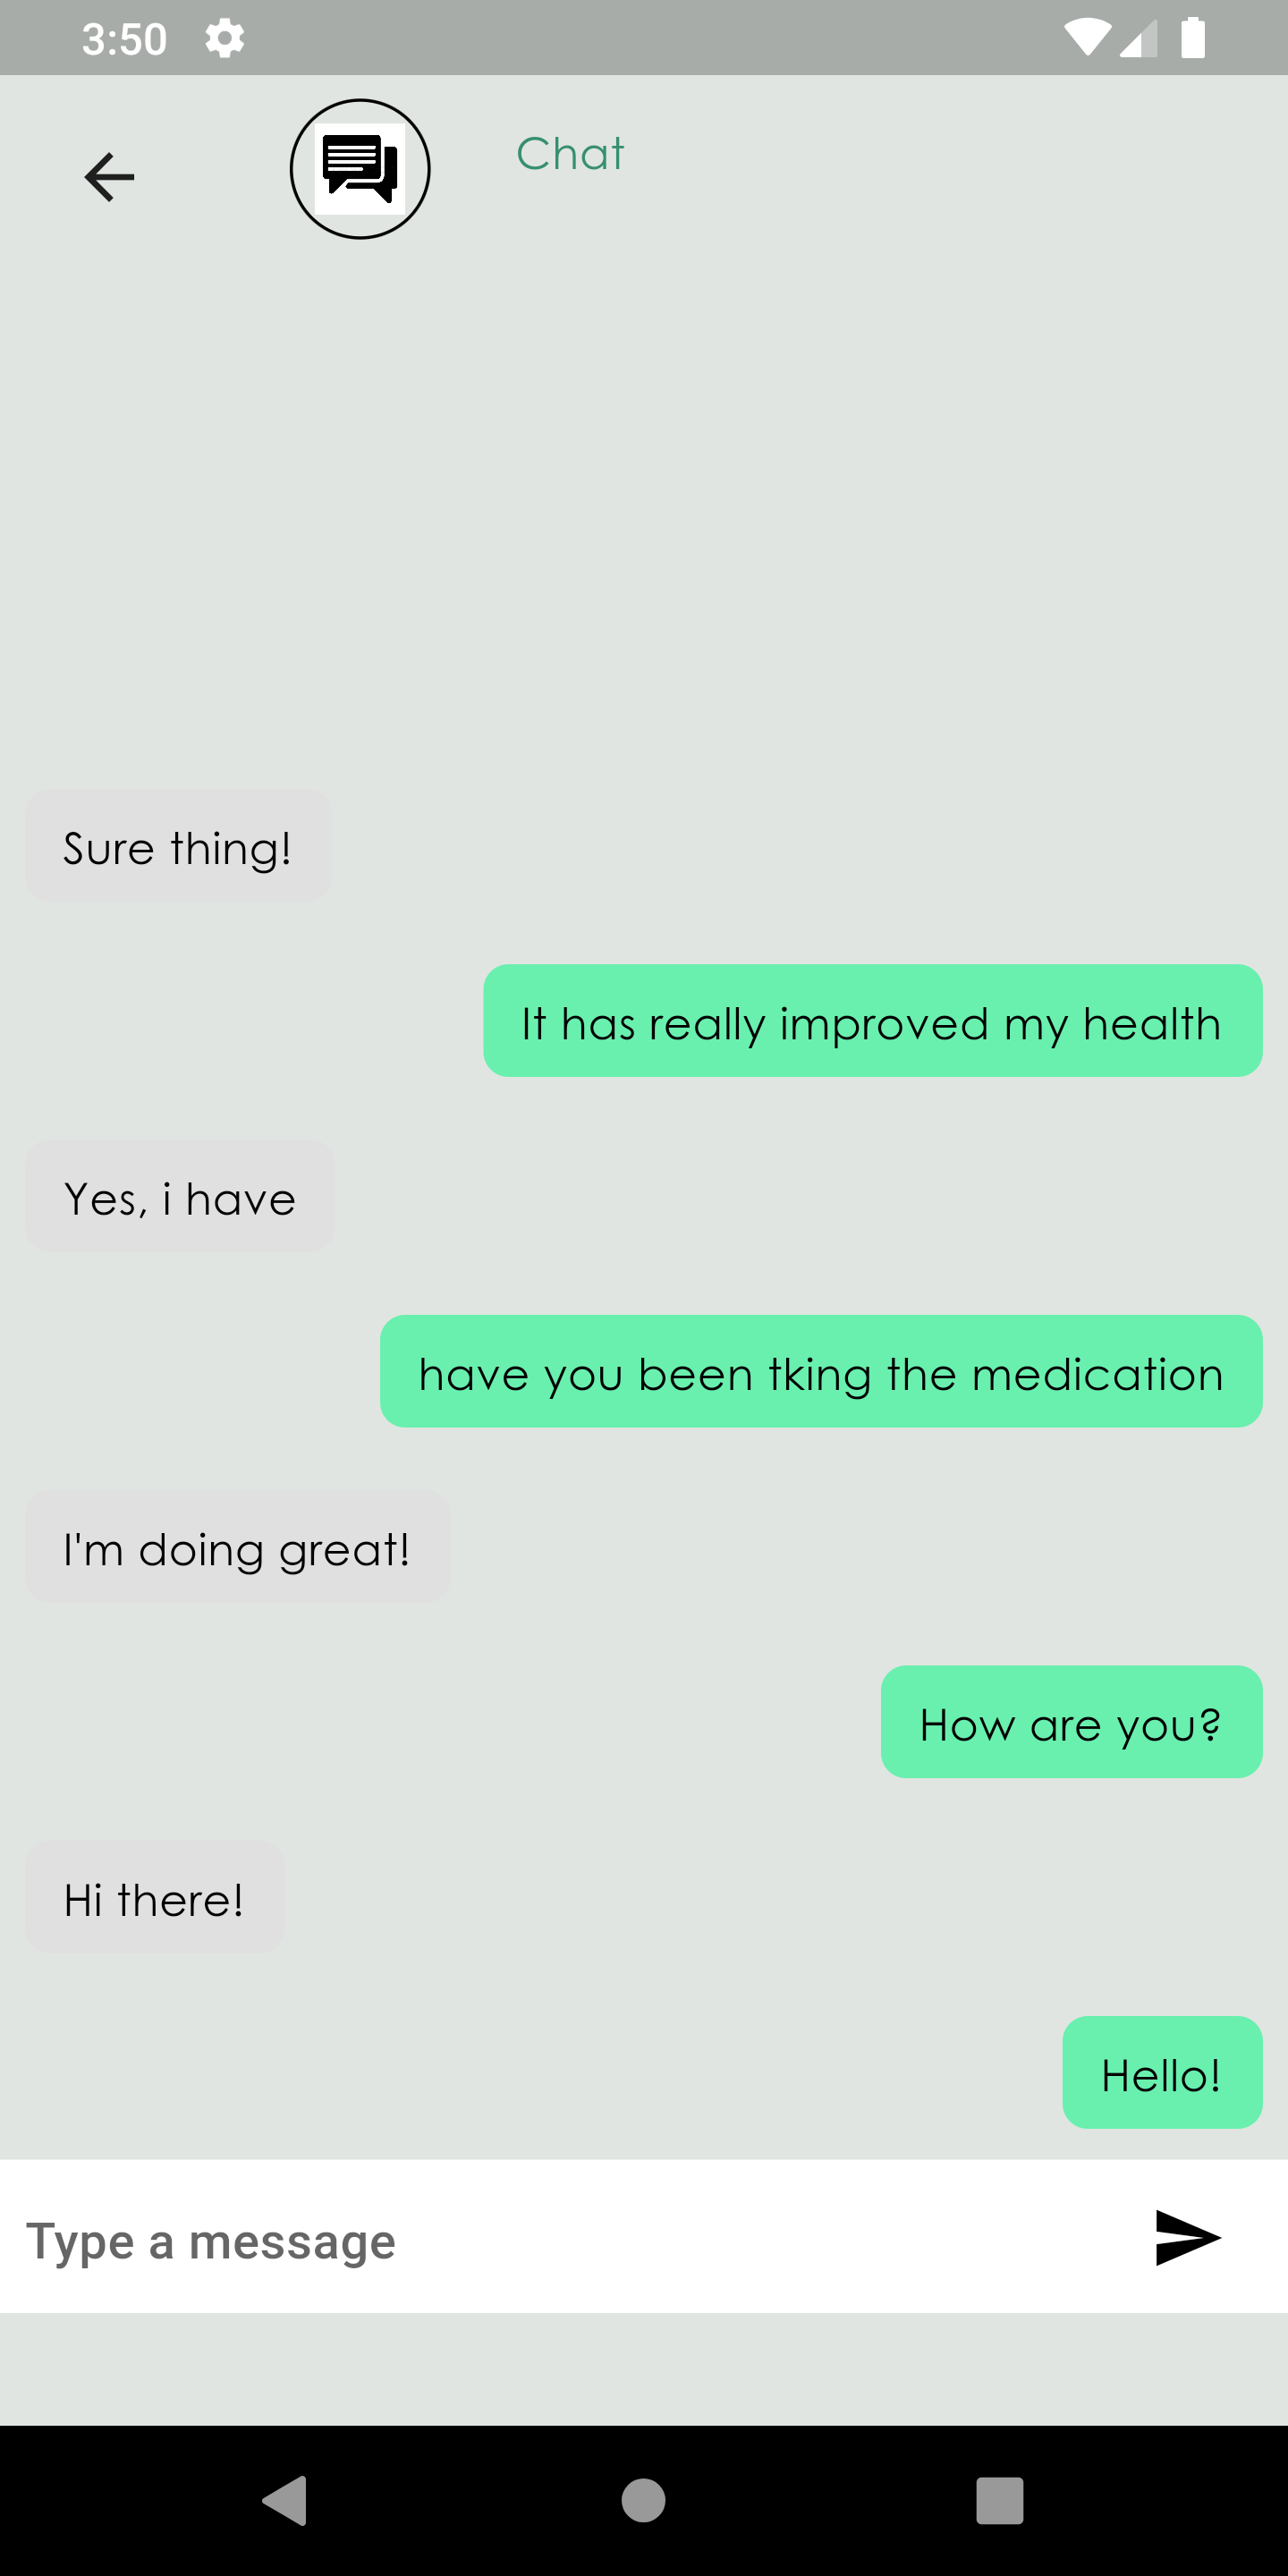 3:50
Chat
Sure thing!
It has really improved my health
Yes, i have
have you been tking the medication
I'm doing great!
How are you?
Hi there!
Hello!
Type a message